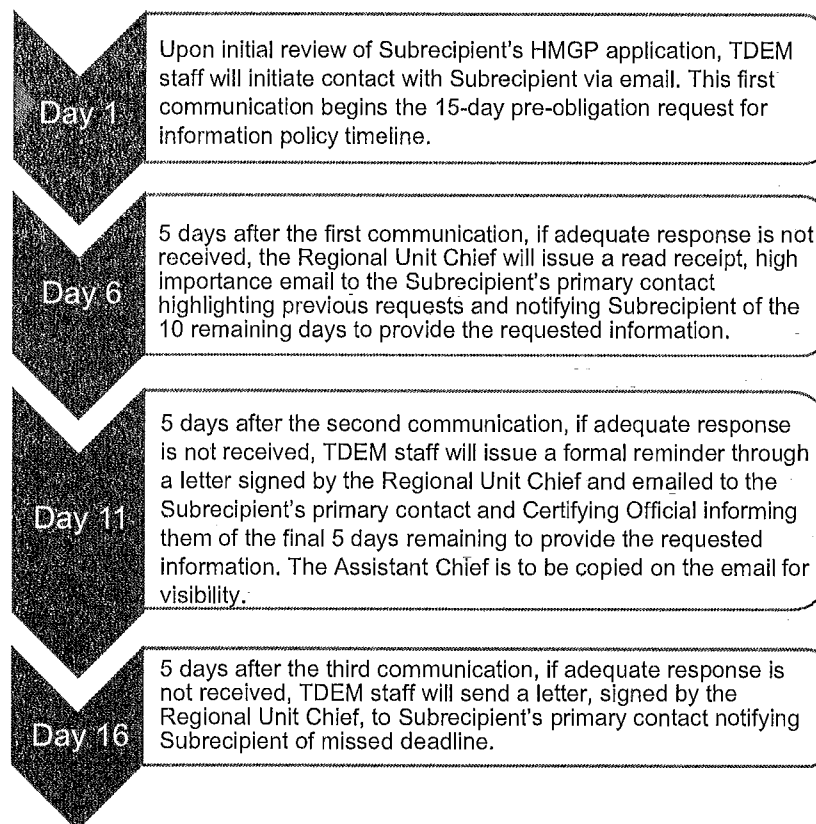 Day 1
Upon initial review of Subrecipient's HMGP application, TDEM
staff will initiate contact with Subrecipient via email. This first
communication begins the 15-day pre-obligation request for
information policy timeline.
Day 6
5 days after the first communication, if adequate response is not
received, the Regional Unit Chief will issue a read receipt, high
importance email to the Subrecipient's primary contact
highlighting previous requests and notifying Subrecipient of the
10 remaining days to provide the requested information.
Day 11
5 days after the second communication, if adequate response
is not received, TDEM staff will issue a formal reminder through
a letter signed by the Regional Unit Chief and emailed to the
Subrecipient's primary contact and Certifying Official informing
them of the final 5 days remaining to provide the requested
information. The Assistant Chief is to be copied on the email for
visibility.
Day 16
5 days after the third communication, if adequate response is
not received, TDEM staff will send a letter, signed by the
Regional Unit Chief, to Subrecipient's primary contact notifying
Subrecipient of missed deadline.